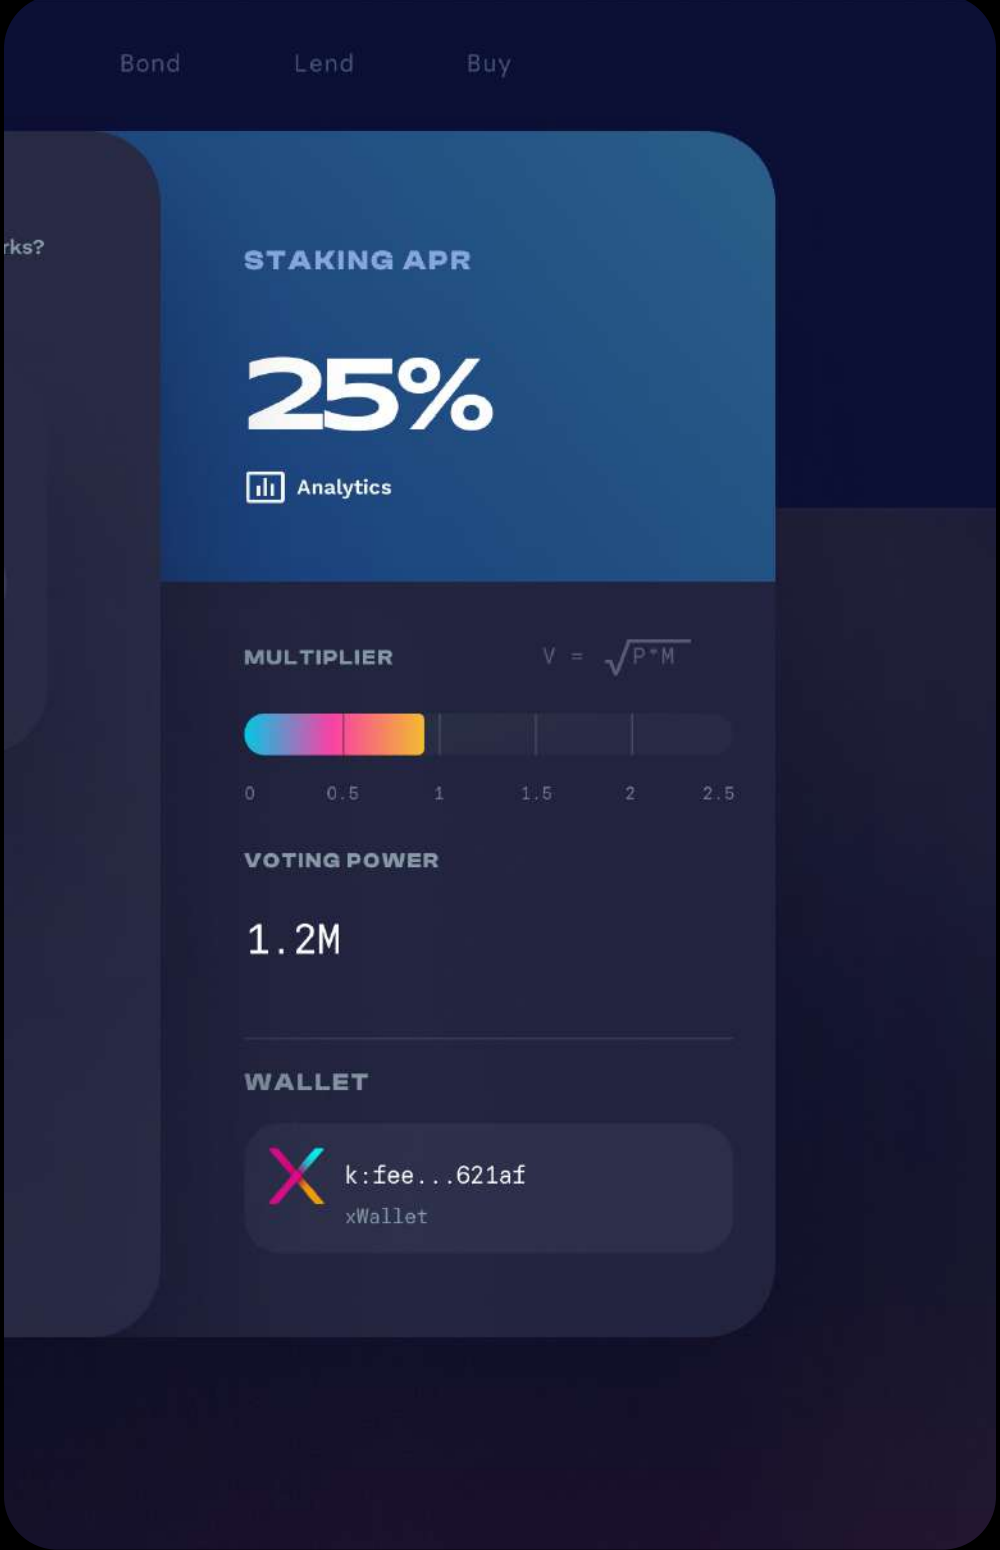 Bond Lend Buy
rks?
STAKING APR
25%
Analytics
MULTIPLIER V = √P*M
0 0.5 1 1.5 2 2.5
VOTING POWER
1.2M
WALLET
k:fee...621af
xWallet